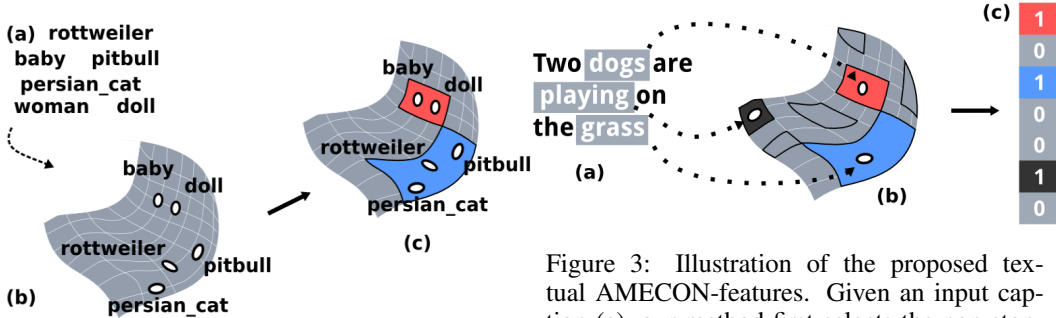 (a) rottweiler
baby pitbull
persian_cat
woman doll
baby
doll
rottweiler
pitbull
(b)
persian_cat
baby
doll
rottweiler
pitbull
persian_cat
(c)
Two dogs are
playing on
the grass
(a)
(b)
(c)
1
0
1
0
0
1
0
Figure 3: Illustration of the proposed tex-
tual AMECON-features. Given an input cap-